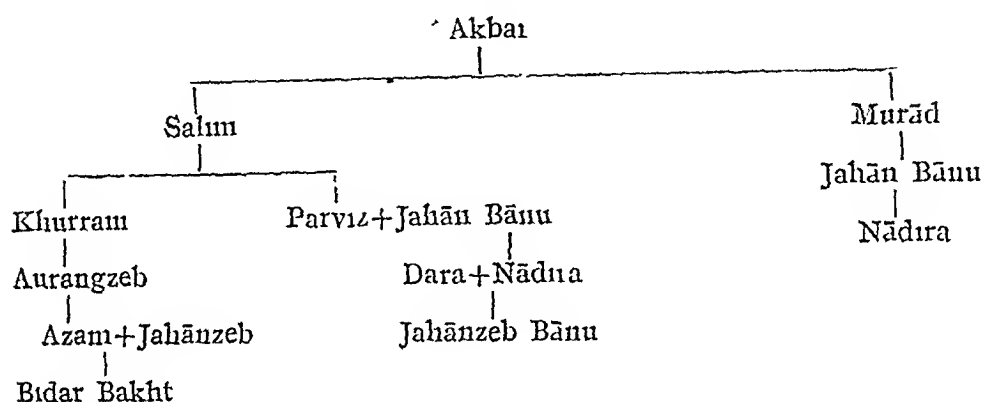 Akbar
Salim
Murād
Jahān Bānu
Khurram
Parviz+Jahān Bānu
Nādira
Aurangzeb
Dara+Nādira
Azam+Jahānzeb
Jahānzeb Bānu
Bidar Bakht